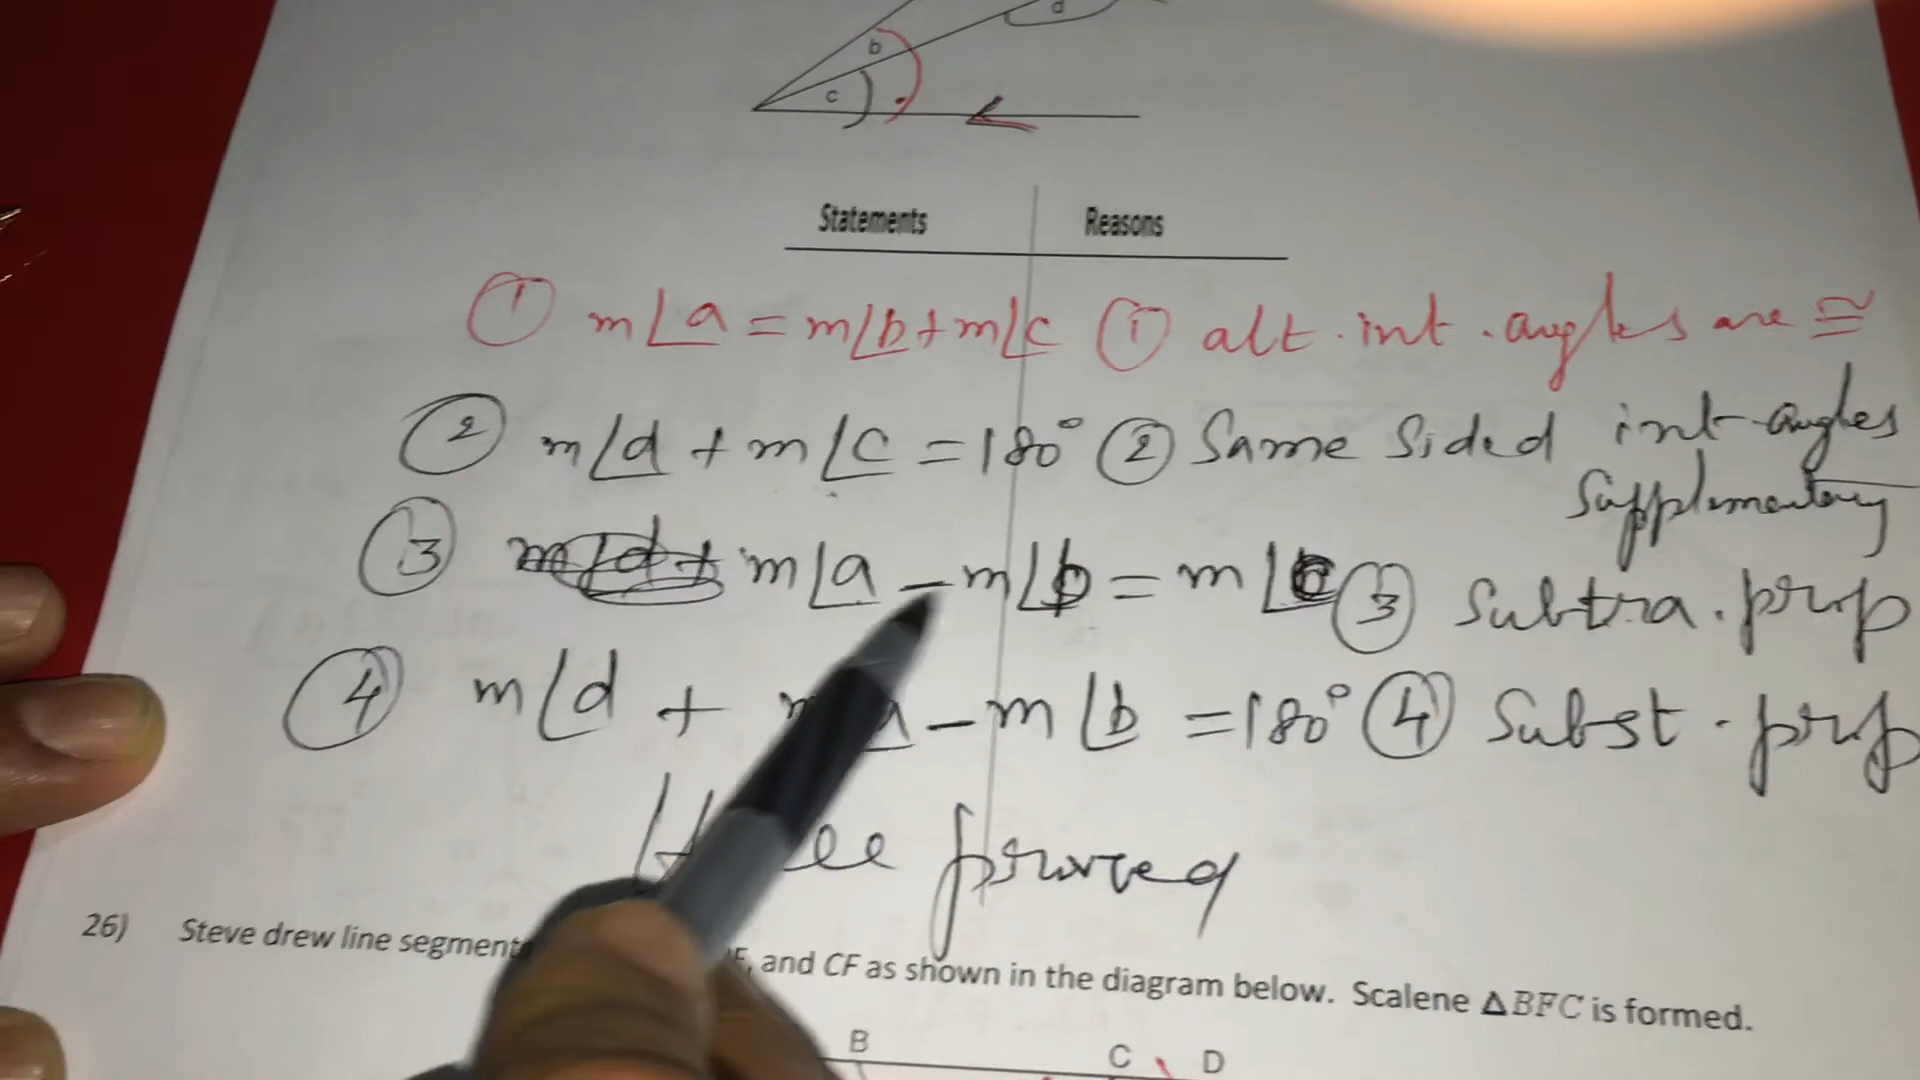 d
b
c
Statements Reasons
① m∠a = m∠b + m∠c ① alt. int. angles are ≅
② m∠d + m∠c = 180° ② Same Sided int angles
Supplementary
③ m∠a - m∠b = m∠c ③ Subtra. prop
④ m∠d + - m∠b = 180° ④ Subst. prop
proved
26) Steve drew line segment and CF as shown in the diagram below. Scalene △BFC is formed.
B C D